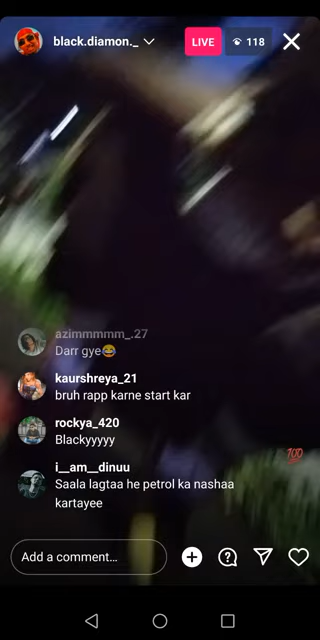 black.diamon._
LIVE
118
azimmmmm_.27
Darr gye😂
kaurshreya_21
bruh rapp karne start kar
rockya_420
Blackyyyyy
💯
i__am__dinuu
Saala lagtaa he petrol ka nashaa
kartayee
Add a comment...